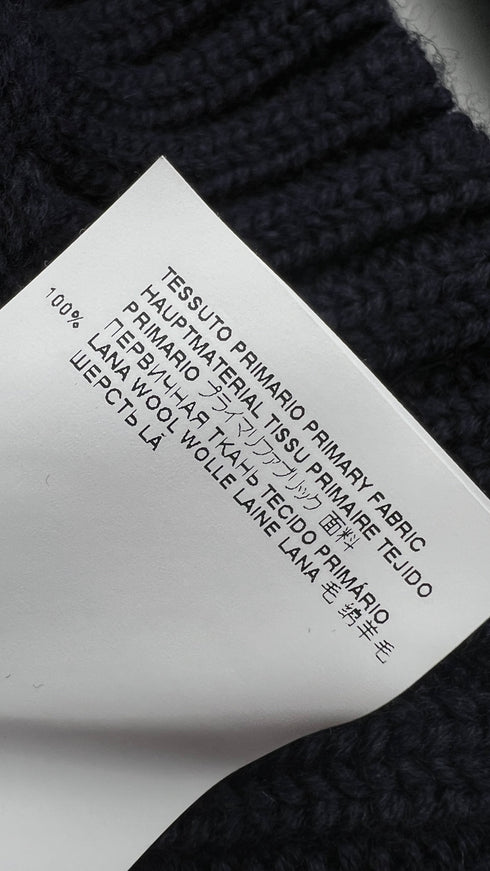 TESSUTO PRIMARIO PRIMARY FABRIC
HAUPTMATERIAL TISSU PRIMAIRE TEJIDO
PRIMARIO プライマリファブリック 面料
ПЕРВИЧНАЯ ТКАНЬ TECIDO PRIMÁRIO
100% LANA WOOL WOLLE LAINE LANA 毛 绵羊毛
ШЕРСТЬ LÃ